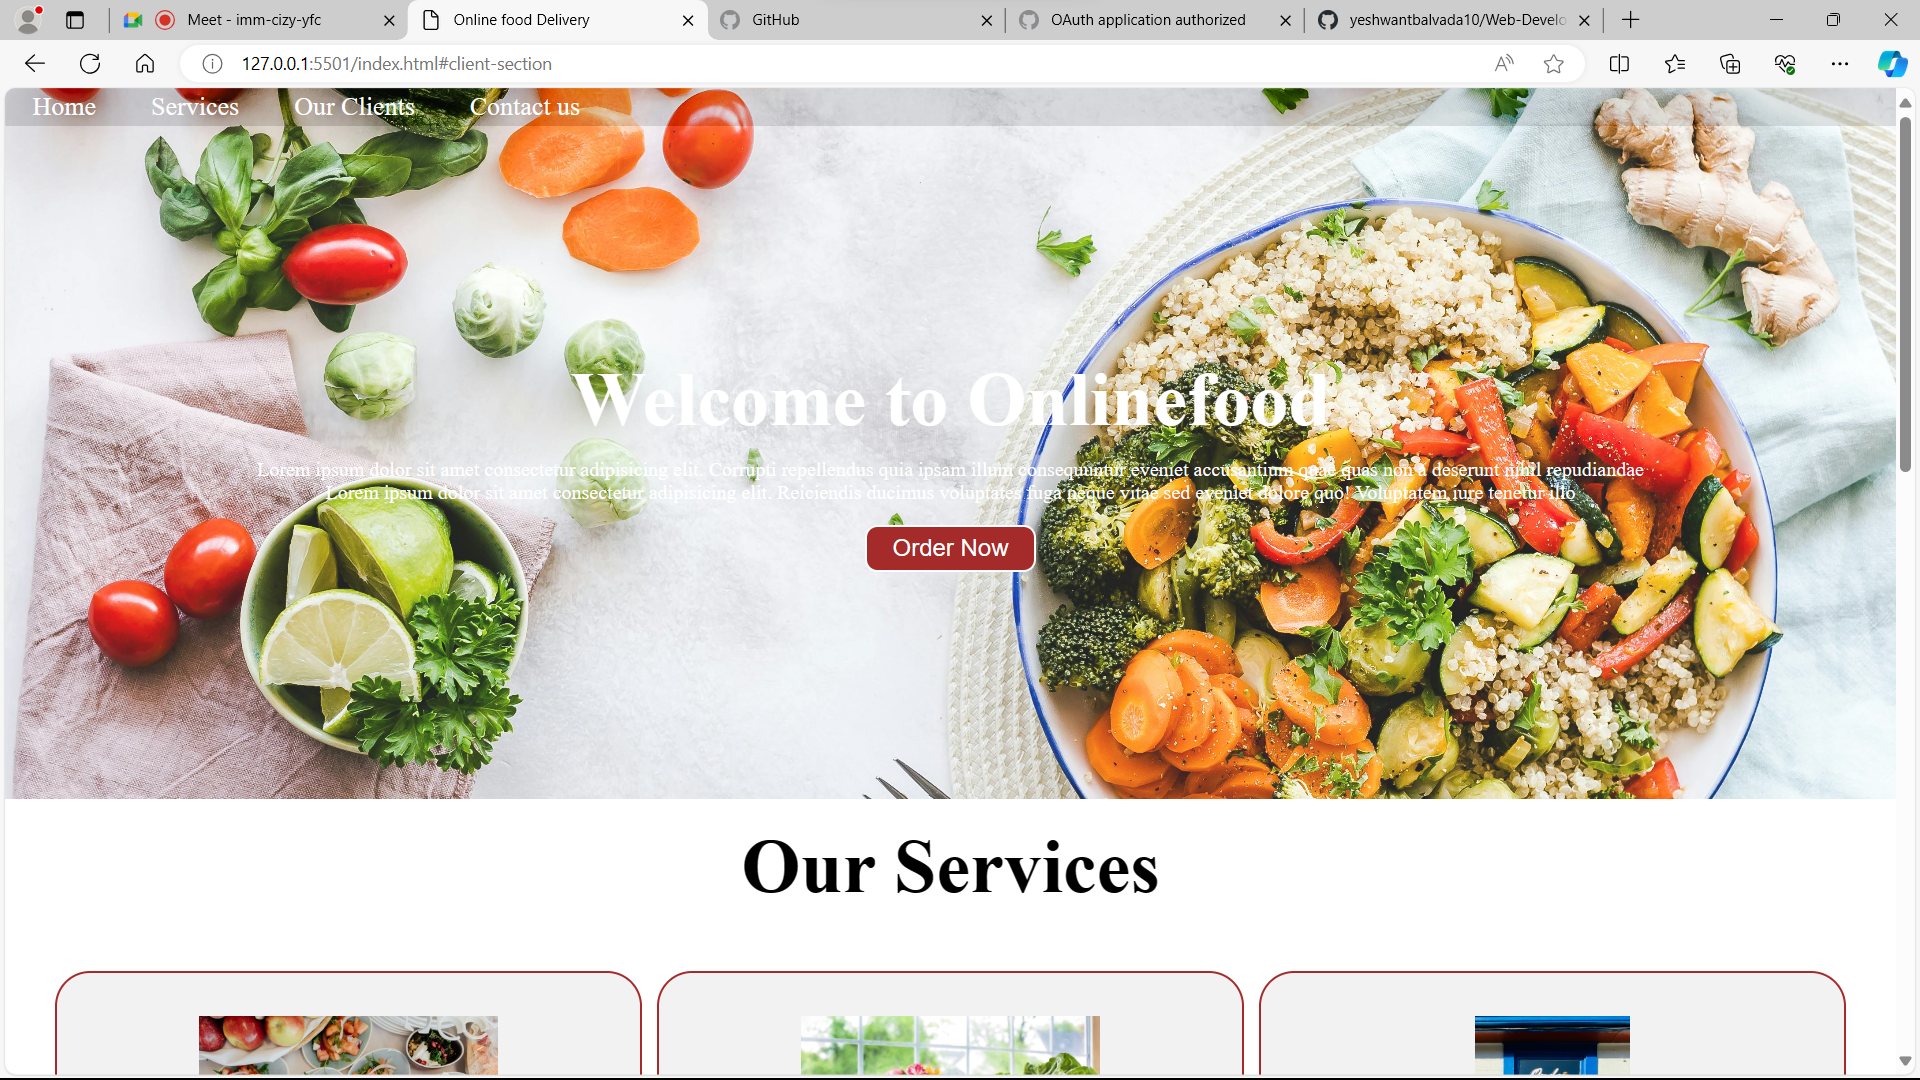 Meet - imm-cizy-yfc
Online food Delivery
GitHub
OAuth application authorized
yeshwantbalvada10/Web-Develo
127.0.0.1:5501/index.html#client-section
Home Services Our Clients Contact us
Welcome to Onlinefood
Lorem ipsum dolor sit amet consectetur adipisicing elit. Corrupti repellendus quia ipsam illum consequuntur eveniet accusantium quae quas non a deserunt nihil repudiandae
Lorem ipsum dolor sit amet consectetur adipisicing elit. Reiciendis ducimus voluptates fuga neque vitae sed eveniet dolore quo! Voluptatem iure tenetur illo
Order Now
Our Services